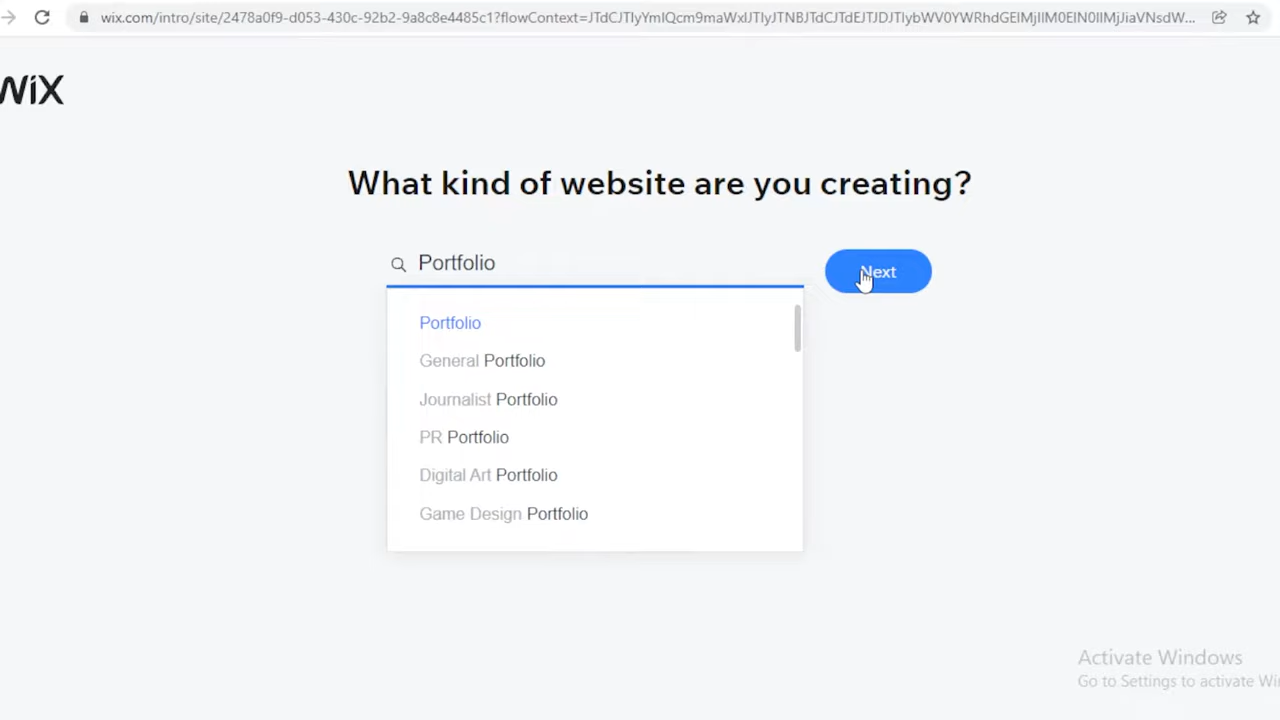 wix.com/intro/site/2478a0f9-d053-430c-92b2-9a8c8e4485c1?flowContext=JTdCJTIyYmlQcm9maWxlJTIyJTNBJTdCJTdEJTJDJTIybWV0YWRhdGElMjIlM0ElN0IlMjJiaVNsdW...
WiX
What kind of website are you creating?
Portfolio
Next
Portfolio
General Portfolio
Journalist Portfolio
PR Portfolio
Digital Art Portfolio
Game Design Portfolio
Activate Windows
Go to Settings to activate Wi